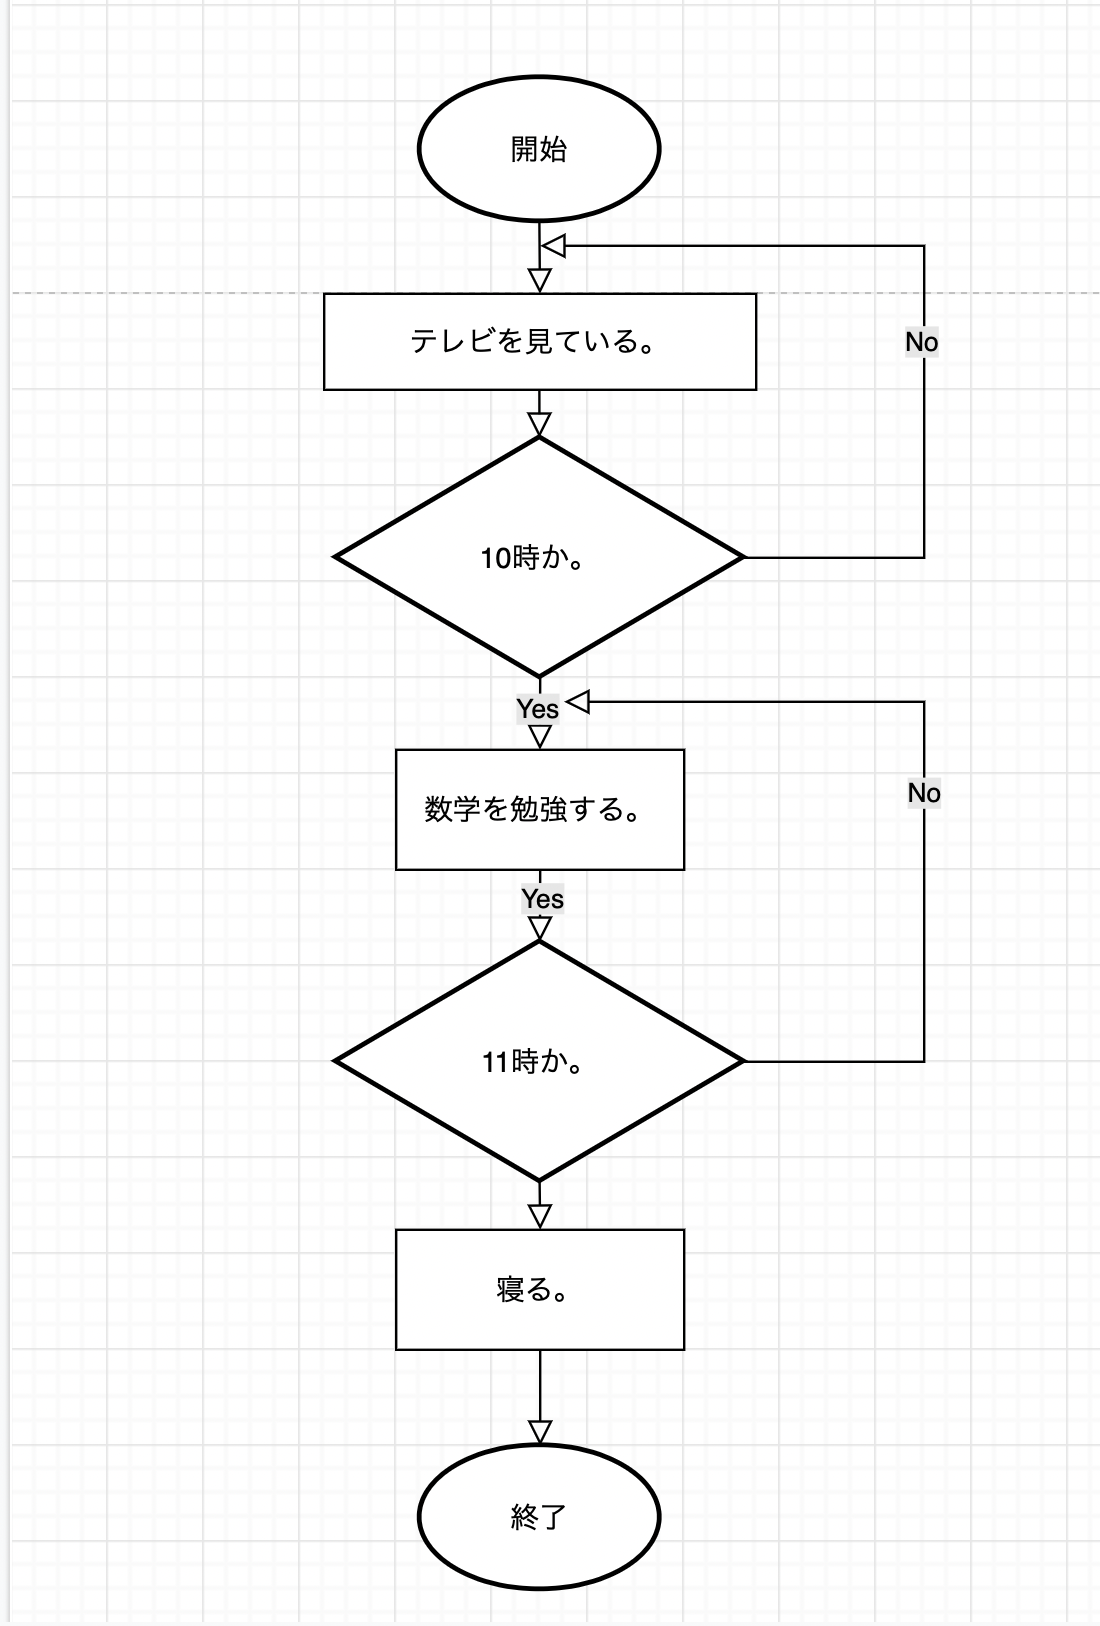 開始
テレビを見ている。
No
10時か。
Yes
数学を勉強する。
No
Yes
11時か。
寝る。
終了